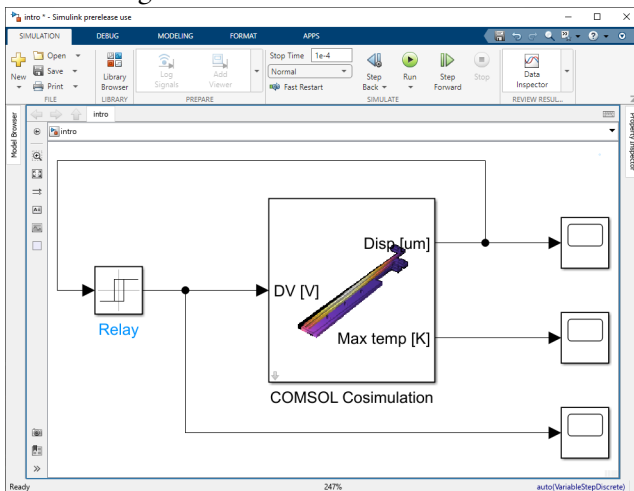 intro * - Simulink prerelease use
SIMULATION DEBUG MODELING FORMAT APPS
Open
Save
Print
New
FILE
Library
Browser
LIBRARY
Log
Signals
Add
Viewer
PREPARE
Stop Time 1e-4
Normal
Fast Restart
Step
Back
Run
Step
Forward
Stop
SIMULATE
Data
Inspector
REVIEW RESUL...
Model Browser
intro
intro
Property Inspector
Disp [um]
DV [V]
Relay
Max temp [K]
COMSOL Cosimulation
Ready 247% auto(VariableStepDiscrete)